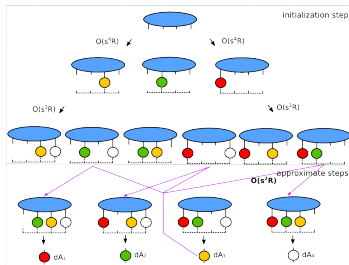 initialization step
O(s⁴R)
O(s⁴R)
O(s³R)
O(s³R)
approximate steps
O(s²R)
dA₁
dA₂
dA₃
dA₄